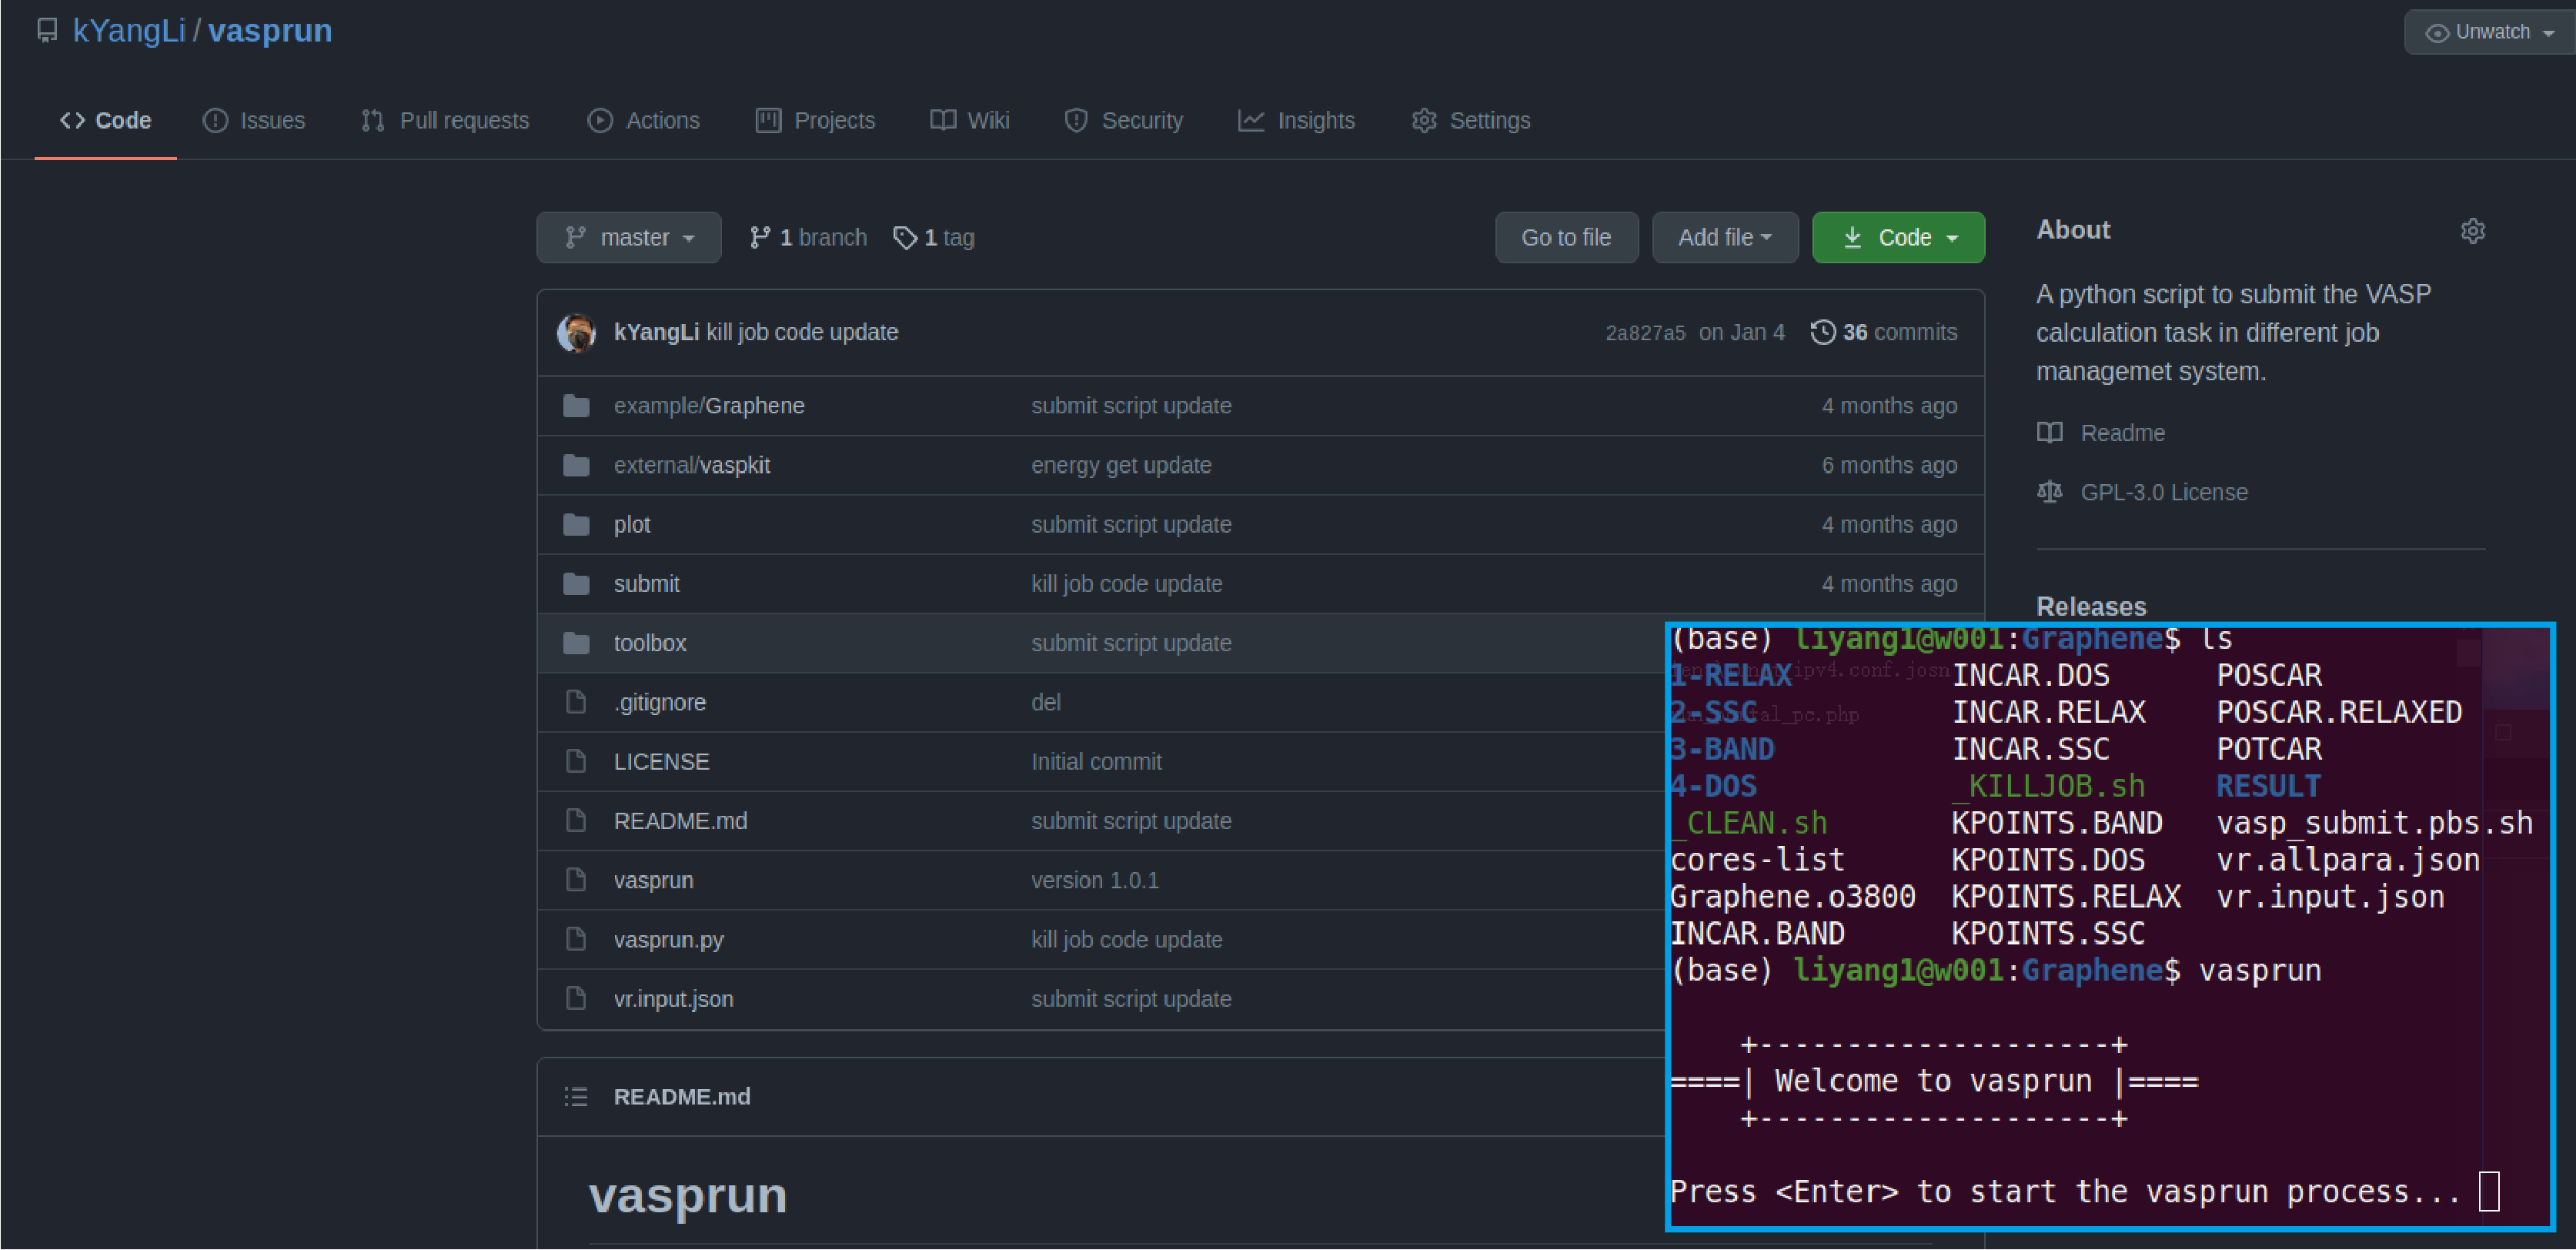 kYangLi / vasprun
Unwatch
Code Issues Pull requests Actions Projects Wiki Security Insights Settings
master 1 branch 1 tag Go to file Add file Code
kYangLi kill job code update 2a827a5 on Jan 4 36 commits
example/Graphene submit script update 4 months ago
external/vaspkit energy get update 6 months ago
plot submit script update 4 months ago
submit kill job code update 4 months ago
toolbox submit script update
.gitignore del
LICENSE Initial commit
README.md submit script update
vasprun version 1.0.1
vasprun.py kill job code update
vr.input.json submit script update
README.md
vasprun
About
A python script to submit the VASP
calculation task in different job
managemet system.
Readme
GPL-3.0 License
Releases
(base) liyang1@w001:Graphene$ ls
1-RELAX INCAR.DOS POSCAR
2-SSC INCAR.RELAX POSCAR.RELAXED
3-BAND INCAR.SSC POTCAR
4-DOS _KILLJOB.sh RESULT
_CLEAN.sh KPOINTS.BAND vasp_submit.pbs.sh
cores-list KPOINTS.DOS vr.allpara.json
Graphene.o3800 KPOINTS.RELAX vr.input.json
INCAR.BAND KPOINTS.SSC
(base) liyang1@w001:Graphene$ vasprun
+--------------------+
====| Welcome to vasprun |====
+--------------------+
Press <Enter> to start the vasprun process...